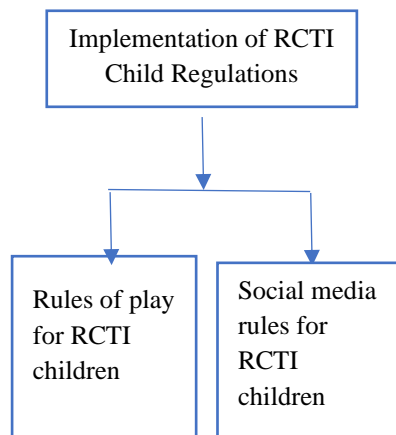 Implementation of RCTI
Child Regulations
Rules of play
for RCTI
children
Social media
rules for
RCTI
children